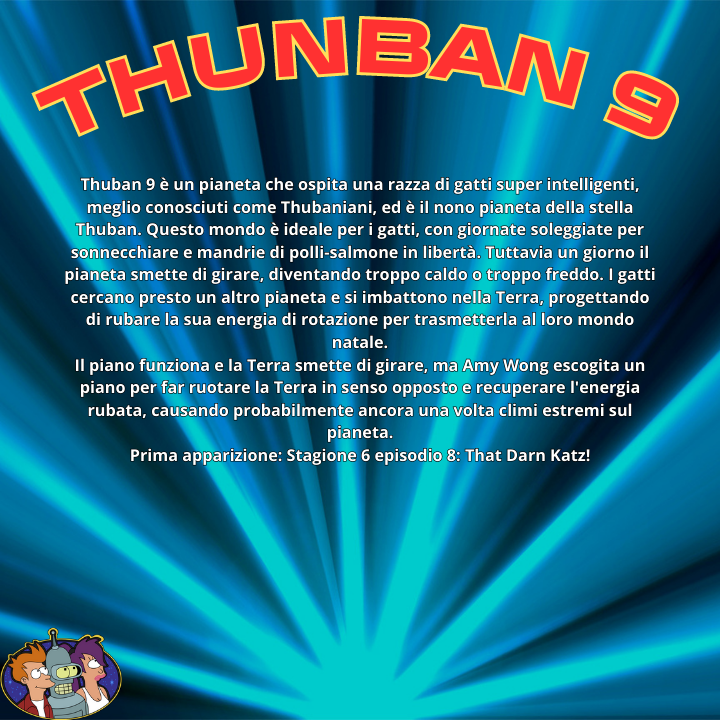 THUNBAN 9
Thuban 9 è un pianeta che ospita una razza di gatti super intelligenti,
meglio conosciuti come Thubaniani, ed è il nono pianeta della stella
Thuban. Questo mondo è ideale per i gatti, con giornate soleggiate per
sonnecchiare e mandrie di polli-salmone in libertà. Tuttavia un giorno il
pianeta smette di girare, diventando troppo caldo o troppo freddo. I gatti
cercano presto un altro pianeta e si imbattono nella Terra, progettando
di rubare la sua energia di rotazione per trasmetterla al loro mondo
natale.
Il piano funziona e la Terra smette di girare, ma Amy Wong escogita un
piano per far ruotare la Terra in senso opposto e recuperare l'energia
rubata, causando probabilmente ancora una volta climi estremi sul
pianeta.
Prima apparizione: Stagione 6 episodio 8: That Darn Katz!